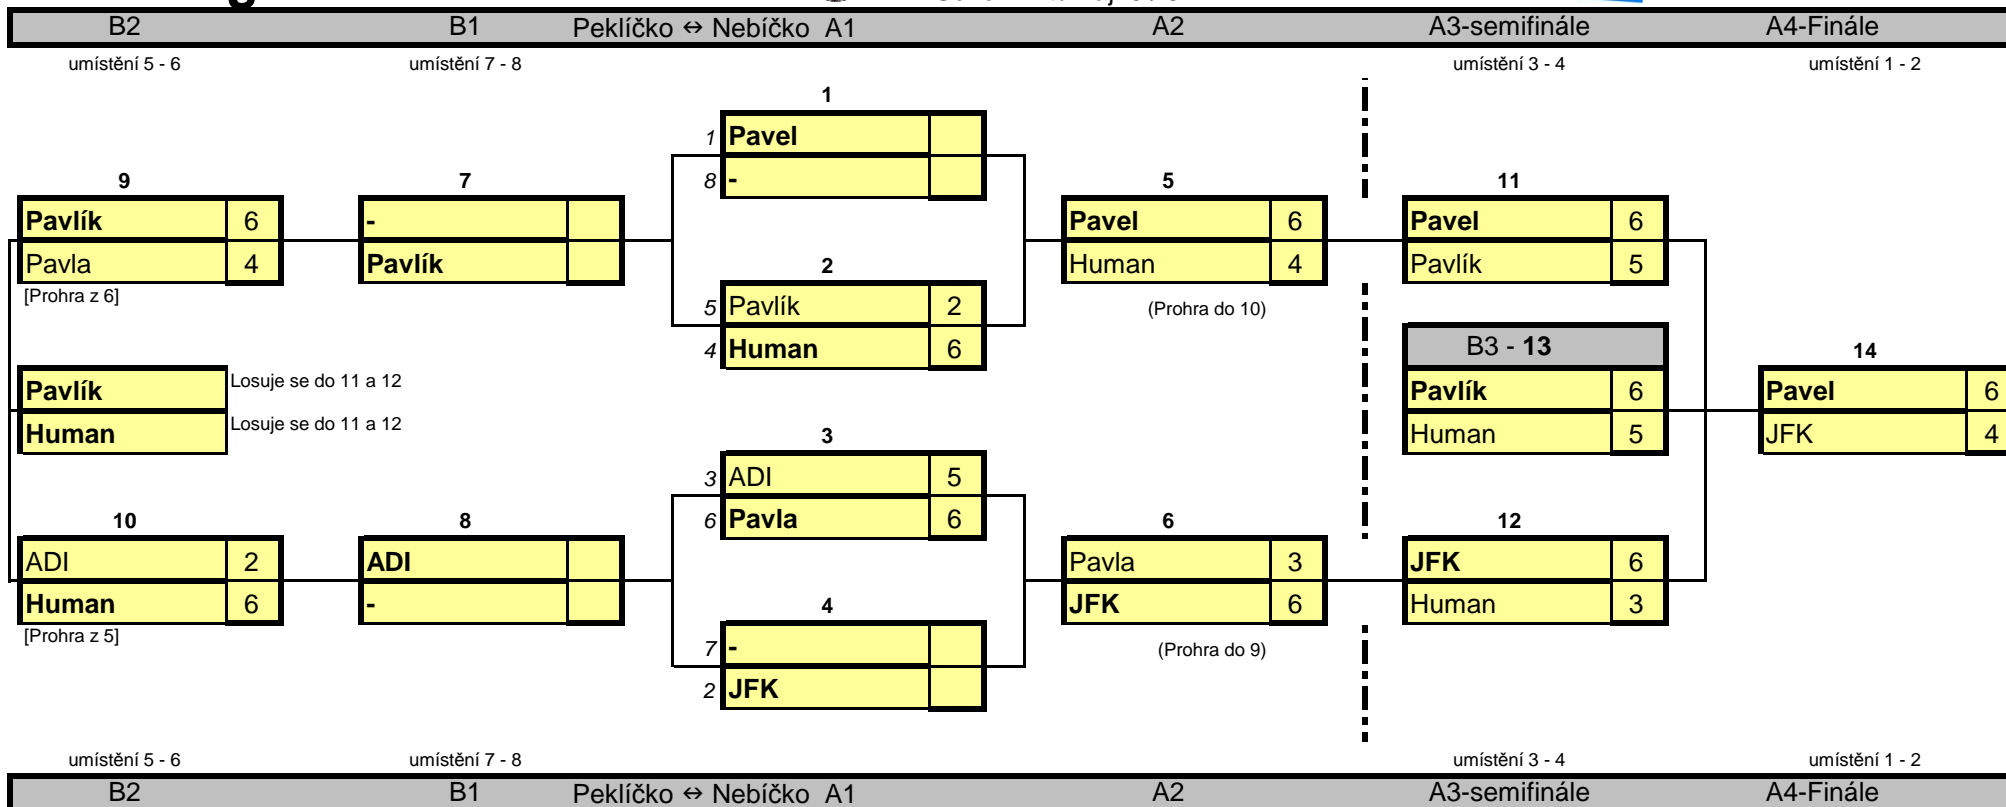 B2 B1 Peklíčko ↔ Nebíčko A1 A2 A3-semifinále A4-Finále
umístění 5 - 6 umístění 7 - 8 umístění 3 - 4 umístění 1 - 2
1
1 Pavel
8 -
9 7 5 11
Pavlík 6 - Pavel 6 Pavel 6
Pavla 4 Pavlík Human 4 Pavlík 5
2
[Prohra z 6]
5 Pavlík 2 (Prohra do 10)
4 Human 6 B3 - 13 14
Pavlík Losuje se do 11 a 12 Pavlík 6 Pavel 6
Human Losuje se do 11 a 12 Human 5 JFK 4
3
3 ADI 5
6 Pavla 6
10 8 6 12
ADI 2 ADI Pavla 3 JFK 6
Human 6 - JFK 6 Human 3
4
[Prohra z 5]
7 - (Prohra do 9)
2 JFK
umístění 5 - 6 umístění 7 - 8 umístění 3 - 4 umístění 1 - 2
B2 B1 Peklíčko ↔ Nebíčko A1 A2 A3-semifinále A4-Finále